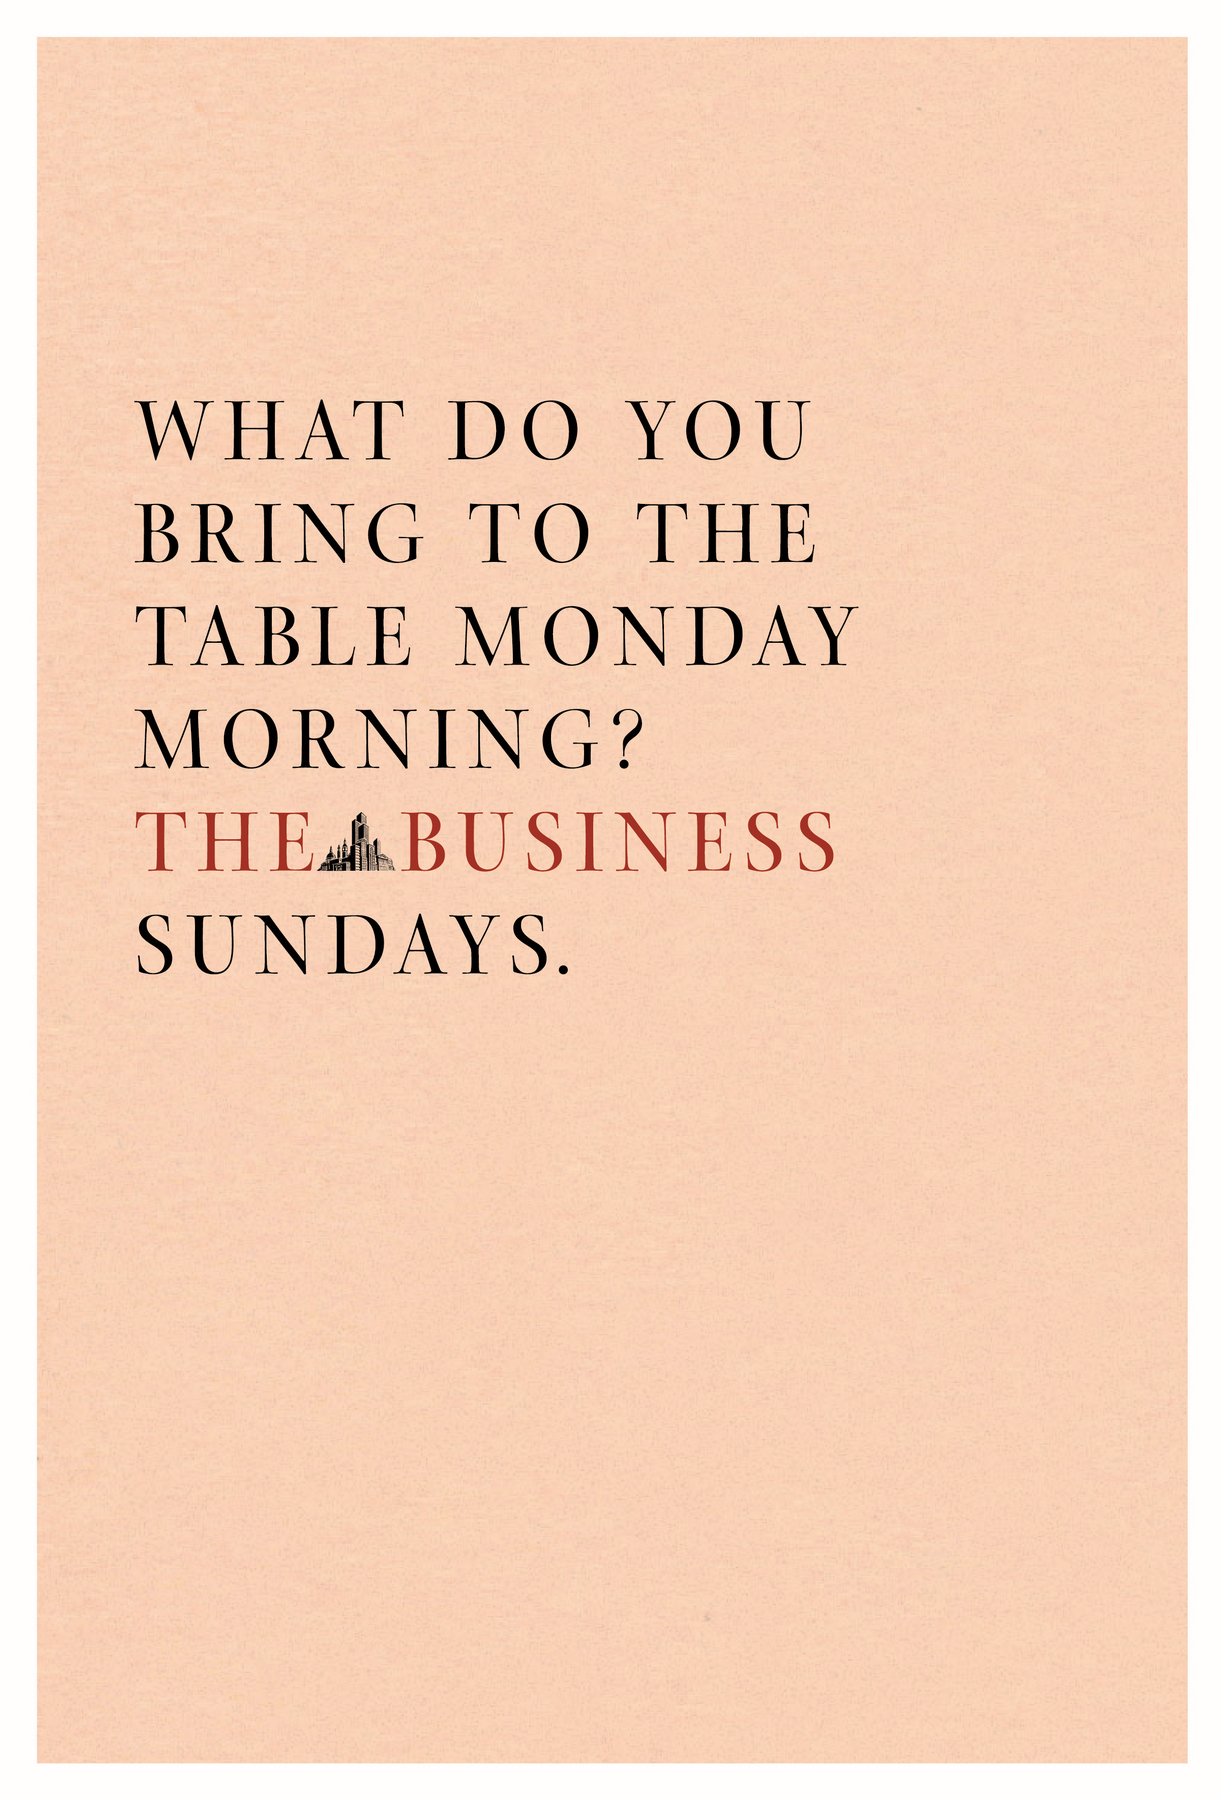 WHAT DO YOU
BRING TO THE
TABLE MONDAY
MORNING?
THE BUSINESS
SUNDAYS.